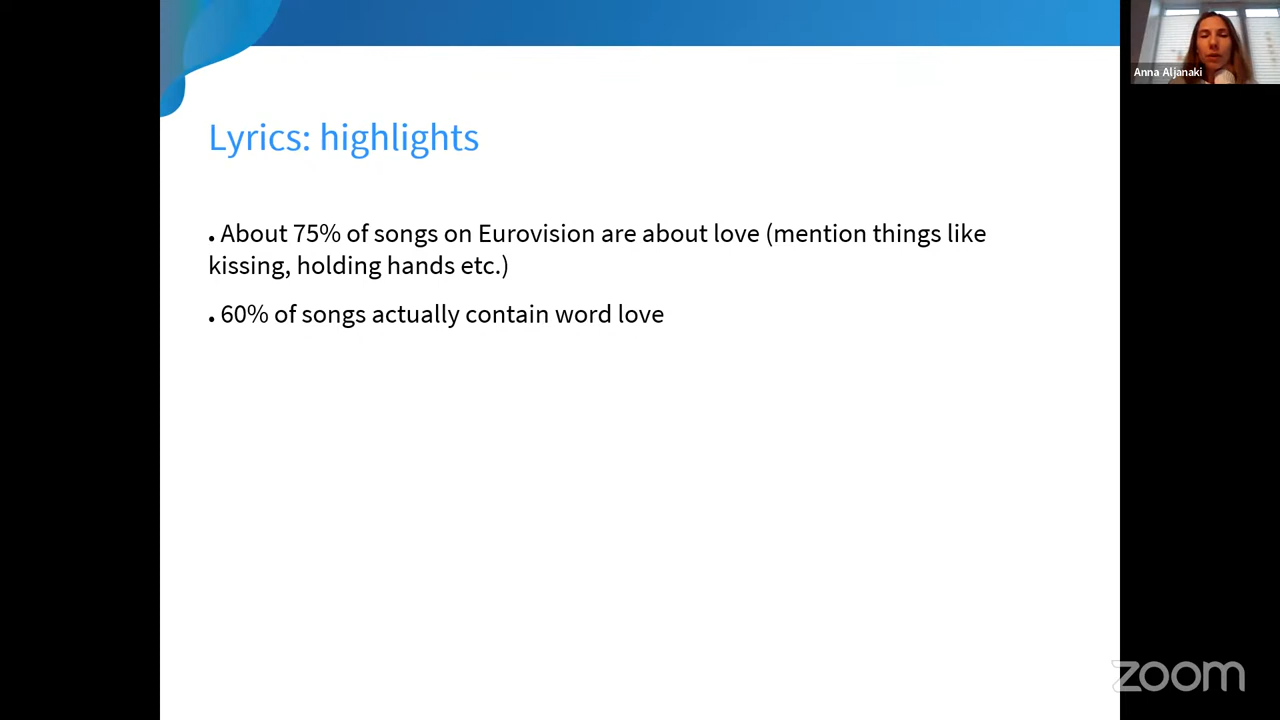 Anna Aljanaki
Lyrics: highlights
. About 75% of songs on Eurovision are about love (mention things like
kissing, holding hands etc.)
. 60% of songs actually contain word love
zoom